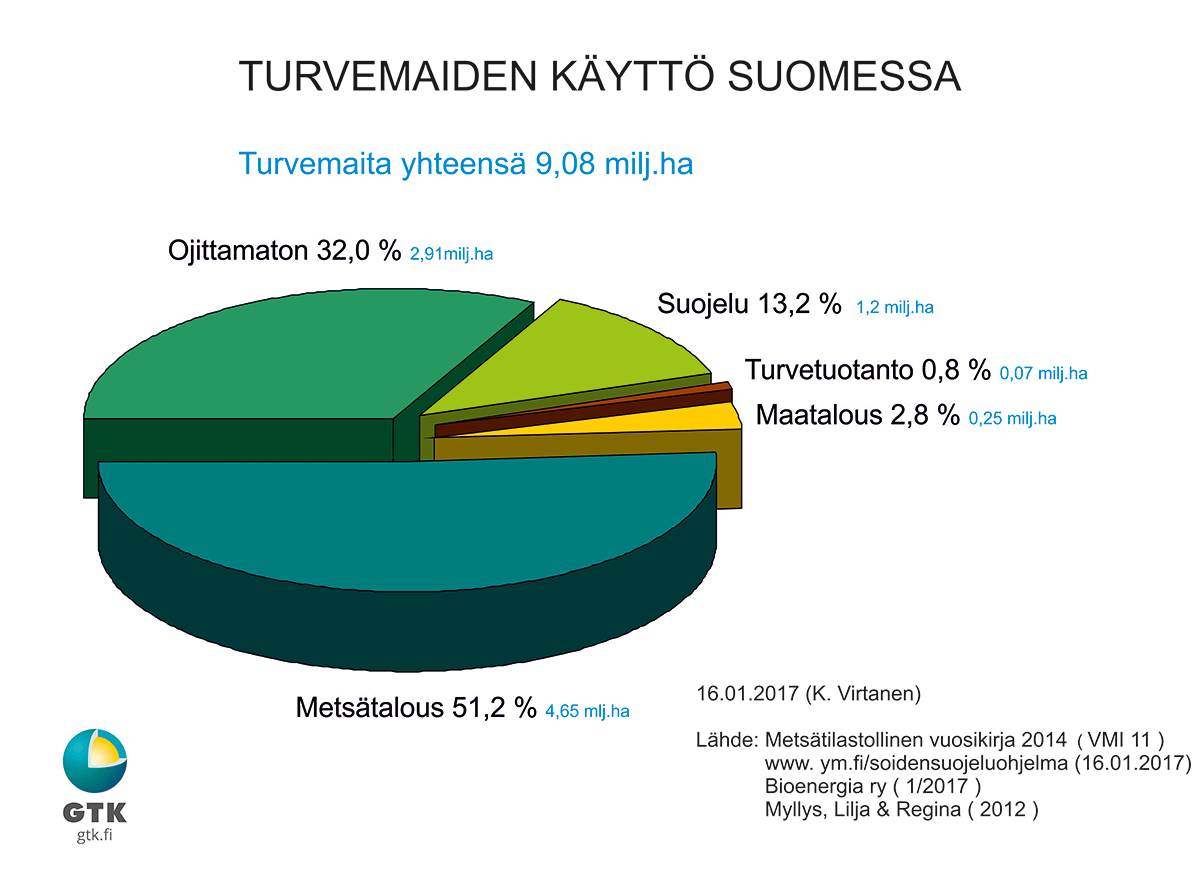 TURVEMAIDEN KÄYTTÖ SUOMESSA
Turvemaita yhteensä 9,08 milj.ha
Ojittamaton 32,0 % 2,91milj.ha
Suojelu 13,2 % 1,2 milj.ha
Turvetuotanto 0,8 % 0,07 milj.ha
Maatalous 2,8 % 0,25 milj.ha
Metsätalous 51,2 % 4,65 mlj.ha
16.01.2017 (K. Virtanen)
Lähde: Metsätilastollinen vuosikirja 2014 ( VMI 11 )
www. ym.fi/soidensuojeluohjelma (16.01.2017)
Bioenergia ry ( 1/2017 )
Myllys, Lilja & Regina ( 2012 )
GTK
gtk.fi